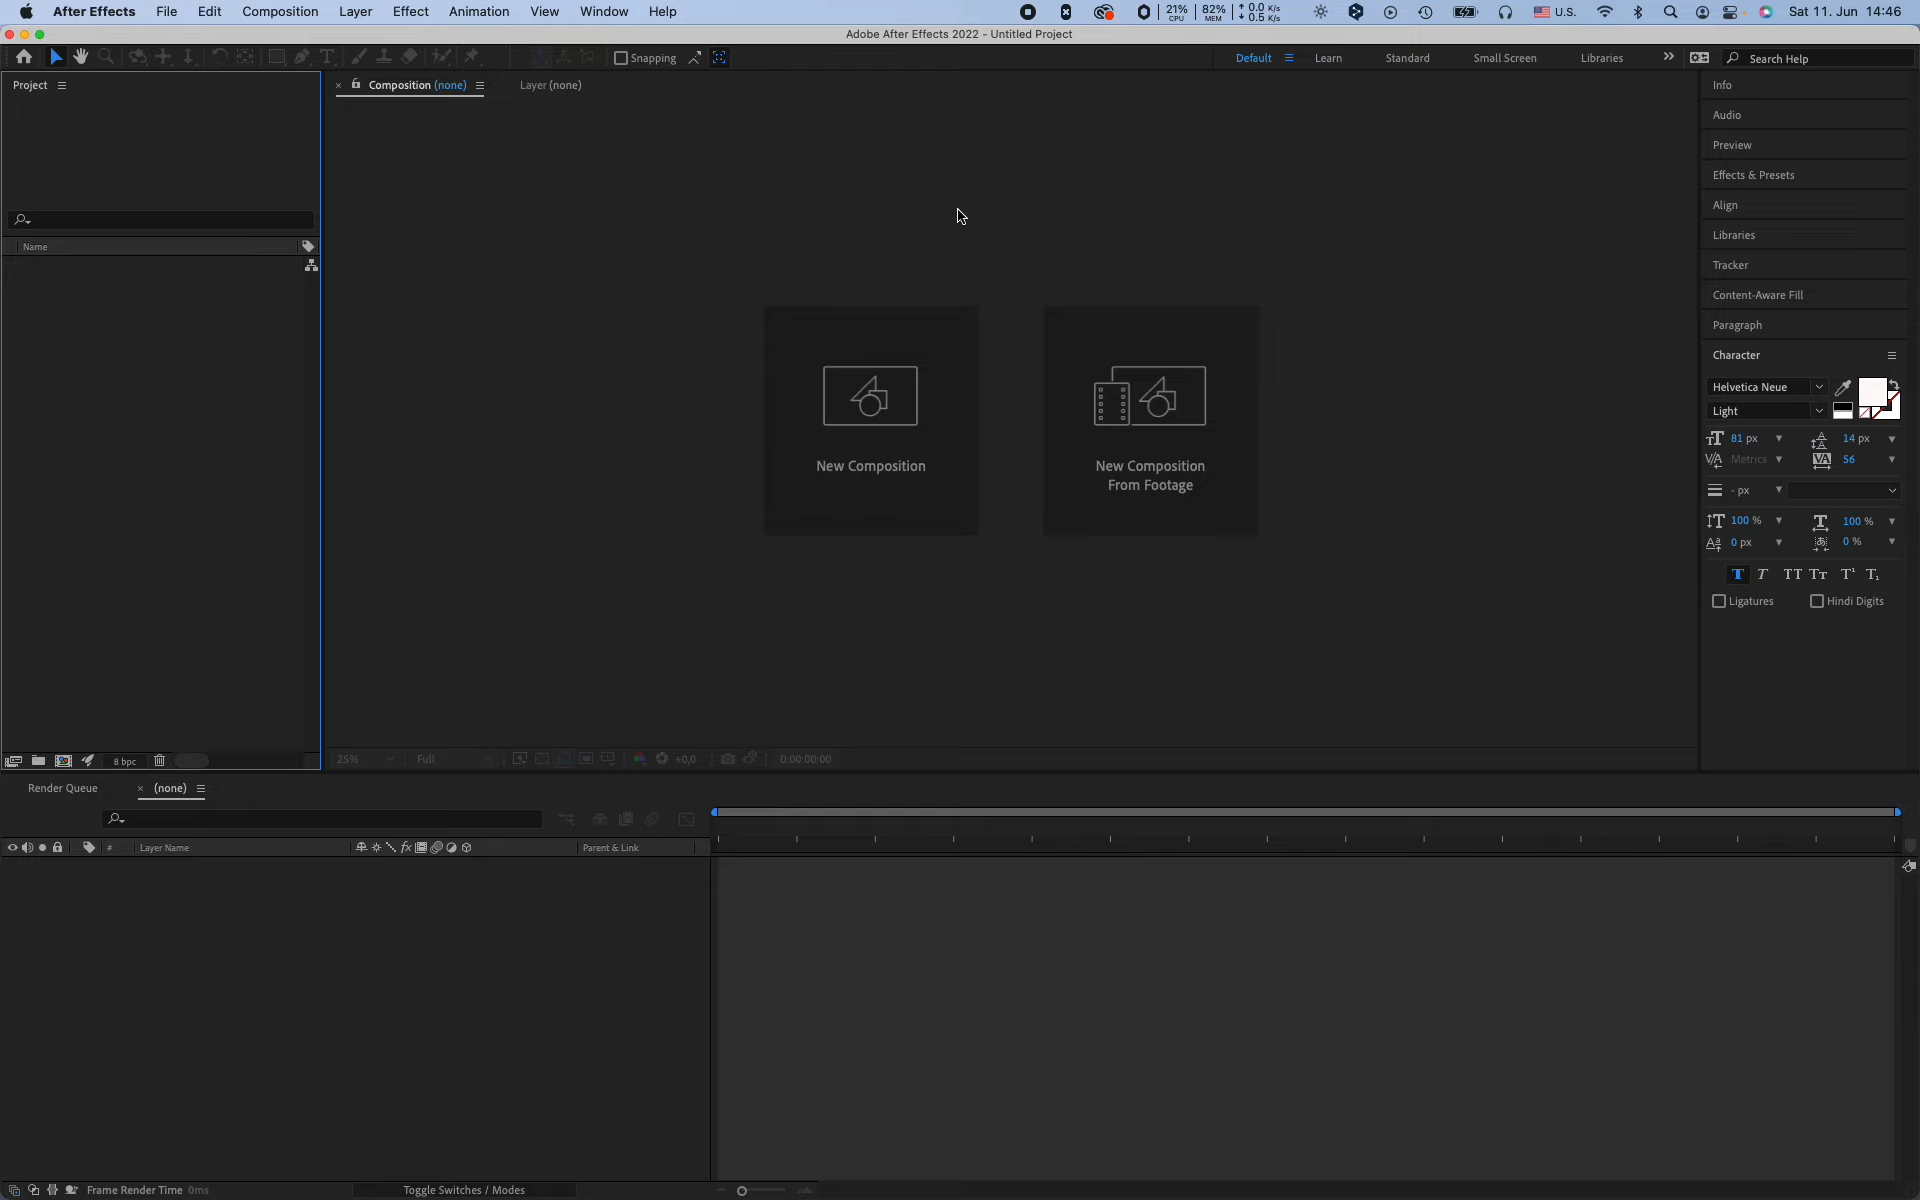 After Effects File Edit Composition Layer Effect Animation View Window Help 21% CPU 82% MEM 0.0 K/s 0.5 K/s U.S. Sat 11. Jun 14:46
Adobe After Effects 2022 - Untitled Project
Snapping Default Learn Standard Small Screen Libraries Search Help
Project
Composition (none) Layer (none)
Name
New Composition
New Composition
From Footage
Info
Audio
Preview
Effects & Presets
Align
Libraries
Tracker
Content-Aware Fill
Paragraph
Character
Helvetica Neue
Light
81 px 14 px
Metrics 56
- px
100 % 100 %
0 px 0 %
T T TT Tt T¹ T₁
Ligatures Hindi Digits
8 bpc
25% Full +0,0 0:00:00:00
Render Queue (none)
# Layer Name fx Parent & Link
Frame Render Time 0ms Toggle Switches / Modes